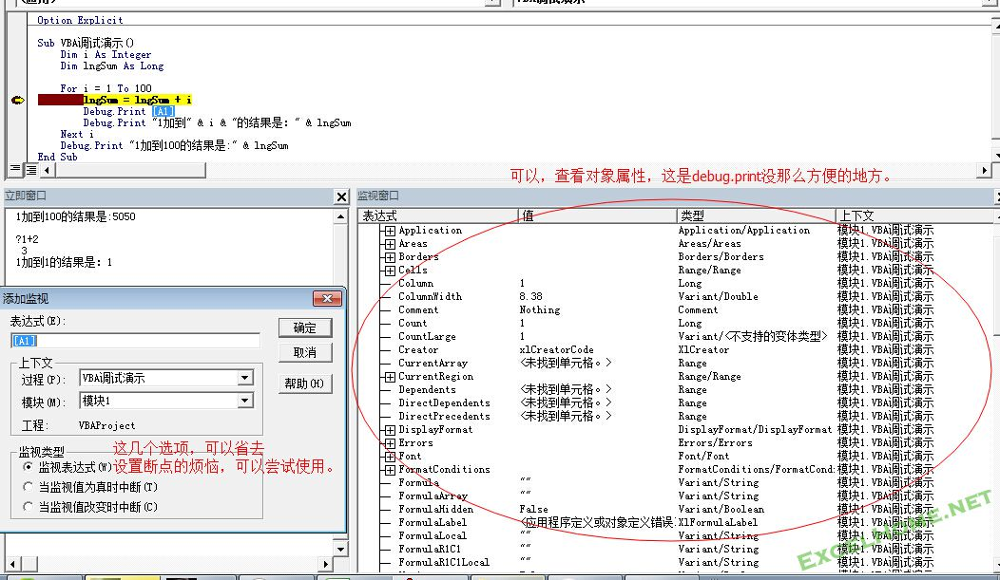 Option Explicit
Sub VBA调试演示()
Dim i As Integer
Dim lngSum As Long
For i = 1 To 100
lngSum = lngSum + i
Debug.Print [A1]
Debug.Print "1加到" & i & "的结果是: " & lngSum
Next i
Debug.Print "1加到100的结果是:" & lngSum
End Sub
可以，查看对象属性，这是debug.print没那么方便的地方。
立即窗口
1加到100的结果是:5050
?1+2
3
1加到1的结果是: 1
添加监视
表达式(E):
[A1]
确定
取消
帮助(H)
上下文
过程(P): VBA调试演示
模块(M): 模块1
工程: VBAProject
监视类型
这几个选项，可以省去
设置断点的烦恼，可以尝试使用。
监视表达式(W)
当监视值为真时中断(T)
当监视值改变时中断(C)
监视窗口
表达式 值 类型 上下文
Application Application/Application 模块1.VBA调试演示
Areas Areas/Areas 模块1.VBA调试演示
Borders Borders/Borders 模块1.VBA调试演示
Cells Range/Range 模块1.VBA调试演示
Column 1 Long 模块1.VBA调试演示
ColumnWidth 8.38 Variant/Double 模块1.VBA调试演示
Comment Nothing Comment 模块1.VBA调试演示
Count 1 Long 模块1.VBA调试演示
CountLarge 1 Variant/<不支持的变体类型> 模块1.VBA调试演示
Creator xlCreatorCode XlCreator 模块1.VBA调试演示
CurrentArray <未找到单元格。> Range 模块1.VBA调试演示
CurrentRegion Range/Range 模块1.VBA调试演示
Dependents <未找到单元格。> Range 模块1.VBA调试演示
DirectDependents <未找到单元格。> Range 模块1.VBA调试演示
DirectPrecedents <未找到单元格。> Range 模块1.VBA调试演示
DisplayFormat DisplayFormat/DisplayFormat 模块1.VBA调试演示
Errors Errors/Errors 模块1.VBA调试演示
Font Font/Font 模块1.VBA调试演示
FormatConditions FormatConditions/FormatCond 模块1.VBA调试演示
Formula "" Variant/String 模块1.VBA调试演示
FormulaArray "" Variant/String 模块1.VBA调试演示
FormulaHidden False Variant/Boolean 模块1.VBA调试演示
FormulaLabel <应用程序定义或对象定义错误 XlFormulaLabel 模块1.VBA调试演示
FormulaLocal "" Variant/String 模块1.VBA调试演示
FormulaR1C1 "" Variant/String 模块1.VBA调试演示
FormulaR1C1Local "" Variant/String 模块1.VBA调试演示
EXCELHOME.NET